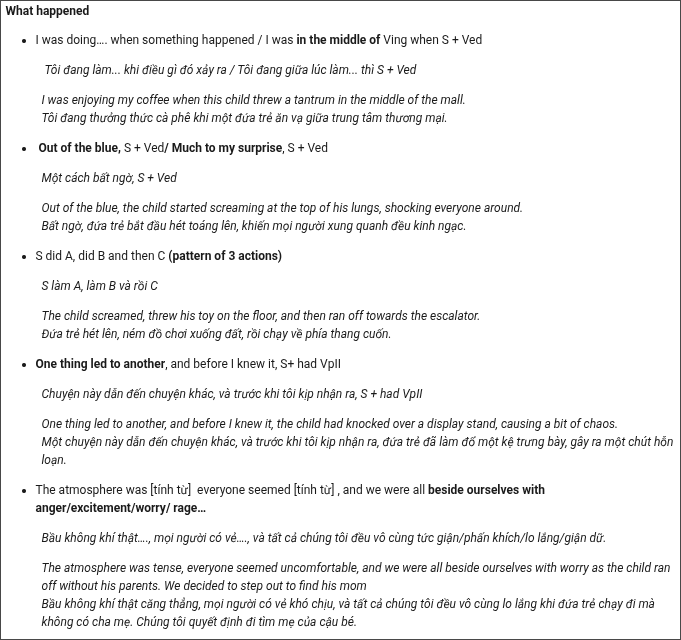 What happened
• I was doing.... when something happened / I was in the middle of Ving when S + Ved
Tôi đang làm... khi điều gì đó xảy ra / Tôi đang giữa lúc làm... thì S + Ved
I was enjoying my coffee when this child threw a tantrum in the middle of the mall.
Tôi đang thưởng thức cà phê khi một đứa trẻ ăn vạ giữa trung tâm thương mại.
• Out of the blue, S + Ved/ Much to my surprise, S + Ved
Một cách bất ngờ, S + Ved
Out of the blue, the child started screaming at the top of his lungs, shocking everyone around.
Bất ngờ, đứa trẻ bắt đầu hét toáng lên, khiến mọi người xung quanh đều kinh ngạc.
• S did A, did B and then C (pattern of 3 actions)
S làm A, làm B và rồi C
The child screamed, threw his toy on the floor, and then ran off towards the escalator.
Đứa trẻ hét lên, ném đồ chơi xuống đất, rồi chạy về phía thang cuốn.
• One thing led to another, and before I knew it, S+ had VpII
Chuyện này dẫn đến chuyện khác, và trước khi tôi kịp nhận ra, S + had VpII
One thing led to another, and before I knew it, the child had knocked over a display stand, causing a bit of chaos.
Một chuyện này dẫn đến chuyện khác, và trước khi tôi kịp nhận ra, đứa trẻ đã làm đổ một kệ trưng bày, gây ra một chút hỗn
loạn.
• The atmosphere was [tính từ]  everyone seemed [tính từ] , and we were all beside ourselves with
anger/excitement/worry/ rage...
Bầu không khí thật...., mọi người có vẻ...., và tất cả chúng tôi đều vô cùng tức giận/phấn khích/lo lắng/giận dữ.
The atmosphere was tense, everyone seemed uncomfortable, and we were all beside ourselves with worry as the child ran
off without his parents. We decided to step out to find his mom
Bầu không khí thật căng thẳng, mọi người có vẻ khó chịu, và tất cả chúng tôi đều vô cùng lo lắng khi đứa trẻ chạy đi mà
không có cha mẹ. Chúng tôi quyết định đi tìm mẹ của cậu bé.